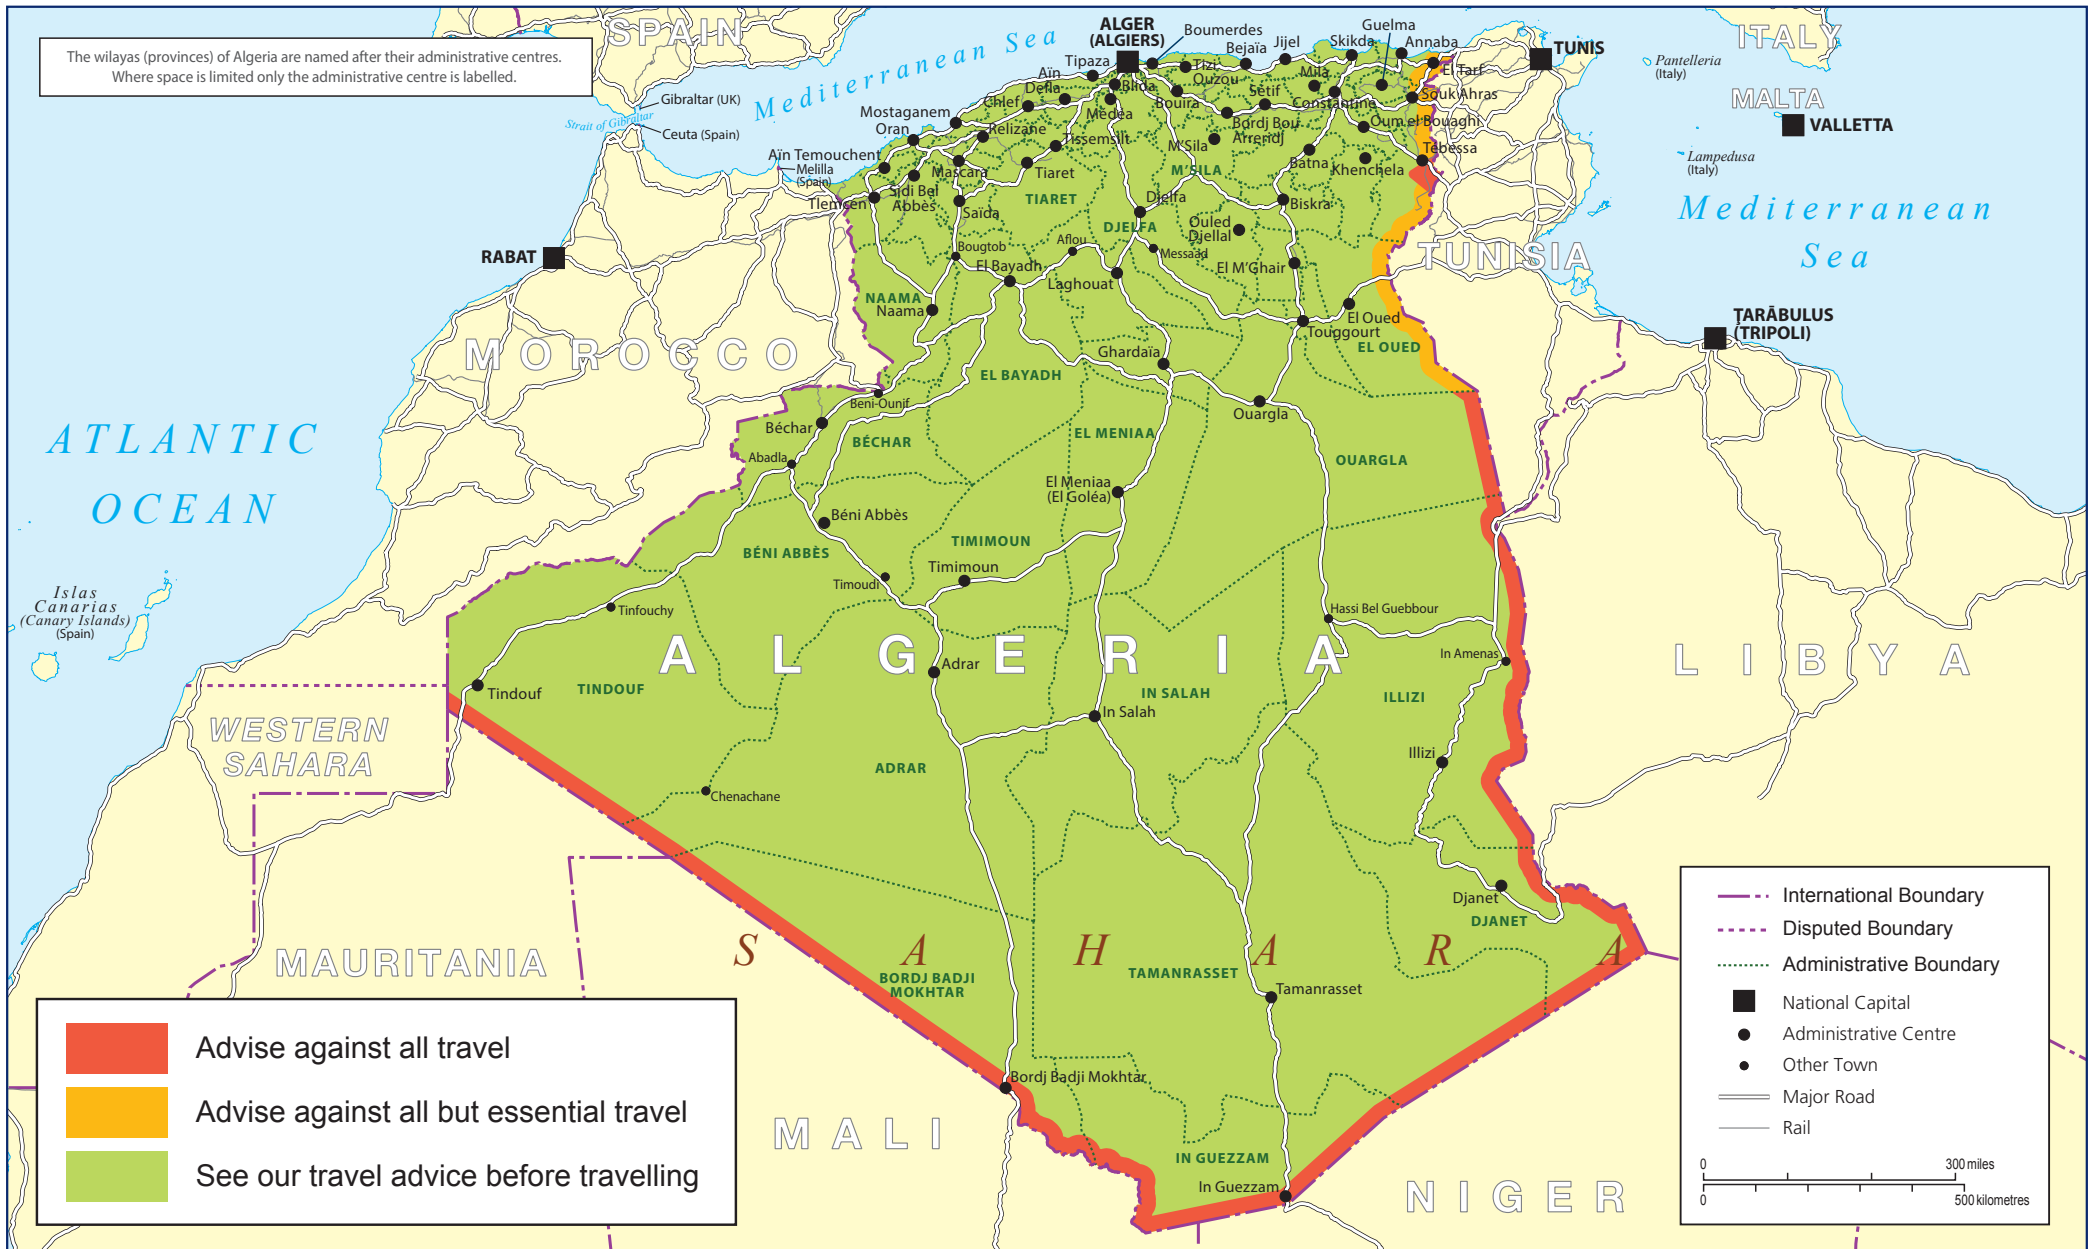 The wilayas (provinces) of Algeria are named after their administrative centres.
Where space is limited only the administrative centre is labelled.
SPAIN
ITALY
Mediterranean Sea
Gibraltar (UK)
Strait of Gibraltar
Ceuta (Spain)
Melilla
(Spain)
ALGER
(ALGIERS)
Boumerdes
Tipaza
Bejaïa
Jijel
Skikda
Guelma
Annaba
El Tarf
TUNIS
Pantelleria
(Italy)
MALTA
VALLETTA
Lampedusa
(Italy)
Mediterranean
Sea
Aïn
Defla
Blida
Tizi
Ouzou
Mila
Souk Ahras
Chlef
Médéa
Bouira
Sétif
Constantine
Mostaganem
Oran
Relizane
Tissemsilt
Bordj Bou
Arrendj
Oum el Bouaghi
M'Sila
Tébessa
Aïn Temouchent
Mascara
Tiaret
Batna
Khenchela
M'SILA
Tlemcen
Sidi Bel
Abbès
Saïda
TIARET
Djelfa
Biskra
DJELFA
Ouled
Djellal
RABAT
Bougtob
Aflou
Messaad
El Bayadh
Laghouat
El M'Ghair
TUNISIA
NAAMA
Naama
El Oued
Touggourt
EL OUED
ṬARĀBULUS
(TRIPOLI)
MOROCCO
Ghardaïa
EL BAYADH
Beni-Ounif
Ouargla
Béchar
BÉCHAR
EL MENIAA
OUARGLA
Abadla
ATLANTIC
OCEAN
El Meniaa
(El Goléa)
Béni Abbès
BÉNI ABBÈS
TIMIMOUN
Timimoun
Timoudi
Islas
Canarias
(Canary Islands)
(Spain)
Tinfouchy
Hassi Bel Guebbour
ALGERIA
In Amenas
LIBYA
Tindouf
TINDOUF
Adrar
IN SALAH
In Salah
ILLIZI
WESTERN
SAHARA
Illizi
ADRAR
Chenachane
Djanet
DJANET
SAHARA
MAURITANIA
BORDJ BADJI
MOKHTAR
TAMANRASSET
Tamanrasset
Bordj Badji Mokhtar
MALI
IN GUEZZAM
In Guezzam
NIGER
Advise against all travel
Advise against all but essential travel
See our travel advice before travelling
International Boundary
Disputed Boundary
Administrative Boundary
National Capital
Administrative Centre
Other Town
Major Road
Rail
0 300 miles
0 500 kilometres